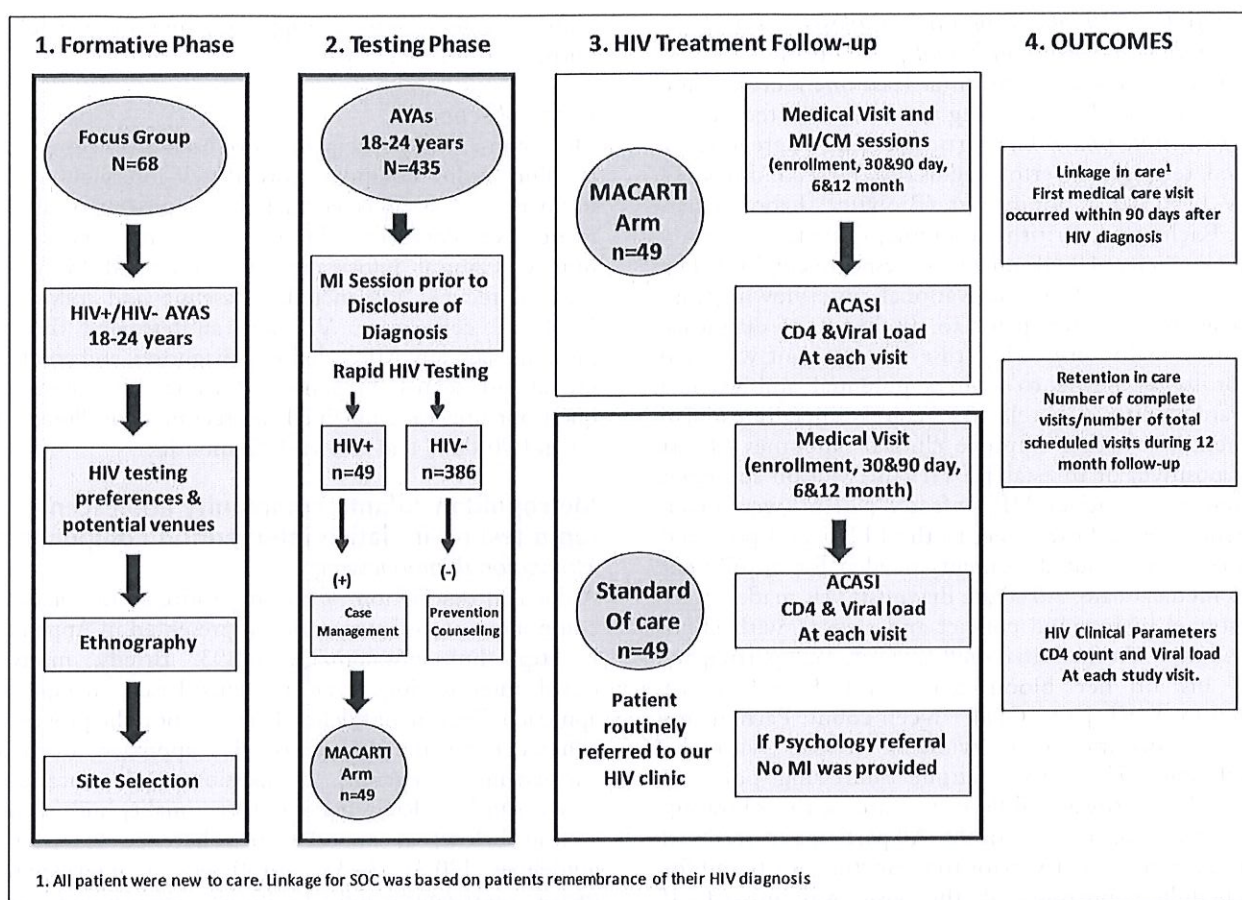 1. Formative Phase
Focus Group
N=68
HIV+/HIV- AYAS
18-24 years
HIV testing
preferences &
potential venues
Ethnography
Site Selection
2. Testing Phase
AYAs
18-24 years
N=435
MI Session prior to
Disclosure of
Diagnosis
Rapid HIV Testing
HIV+
n=49
HIV-
n=386
(+)
(-)
Case
Management
Prevention
Counseling
MACARTI
Arm
n=49
3. HIV Treatment Follow-up
MACARTI
Arm
n=49
Medical Visit and
MI/CM sessions
(enrollment, 30&90 day,
6&12 month)
ACASI
CD4 &Viral Load
At each visit
Standard
Of care
n=49
Patient
routinely
referred to our
HIV clinic
Medical Visit
(enrollment, 30&90 day,
6&12 month)
ACASI
CD4 & Viral load
At each visit
If Psychology referral
No MI was provided
4. OUTCOMES
Linkage in care¹
First medical care visit
occurred within 90 days after
HIV diagnosis
Retention in care
Number of complete
visits/number of total
scheduled visits during 12
month follow-up
HIV Clinical Parameters
CD4 count and Viral load
At each study visit.
1. All patient were new to care. Linkage for SOC was based on patients remembrance of their HIV diagnosis